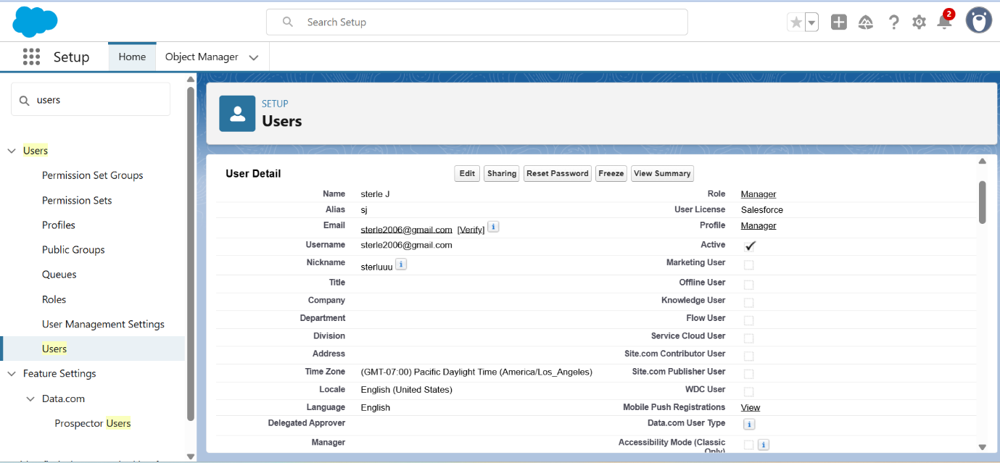 Search Setup
2
Setup
Home
Object Manager
users
Users
Permission Set Groups
Permission Sets
Profiles
Public Groups
Queues
Roles
User Management Settings
Users
Feature Settings
Data.com
Prospector Users
SETUP
Users
User Detail
Edit Sharing Reset Password Freeze View Summary
Name sterle J Role Manager
Alias sj User License Salesforce
Email sterle2006@gmail.com [Verify] i Profile Manager
Username sterle2006@gmail.com Active
Nickname sterluuu i Marketing User
Title Offline User
Company Knowledge User
Department Flow User
Division Service Cloud User
Address Site.com Contributor User
Time Zone (GMT-07:00) Pacific Daylight Time (America/Los_Angeles) Site.com Publisher User
Locale English (United States) WDC User
Language English Mobile Push Registrations View
Delegated Approver Data.com User Type i
Manager Accessibility Mode (Classic i
Only)